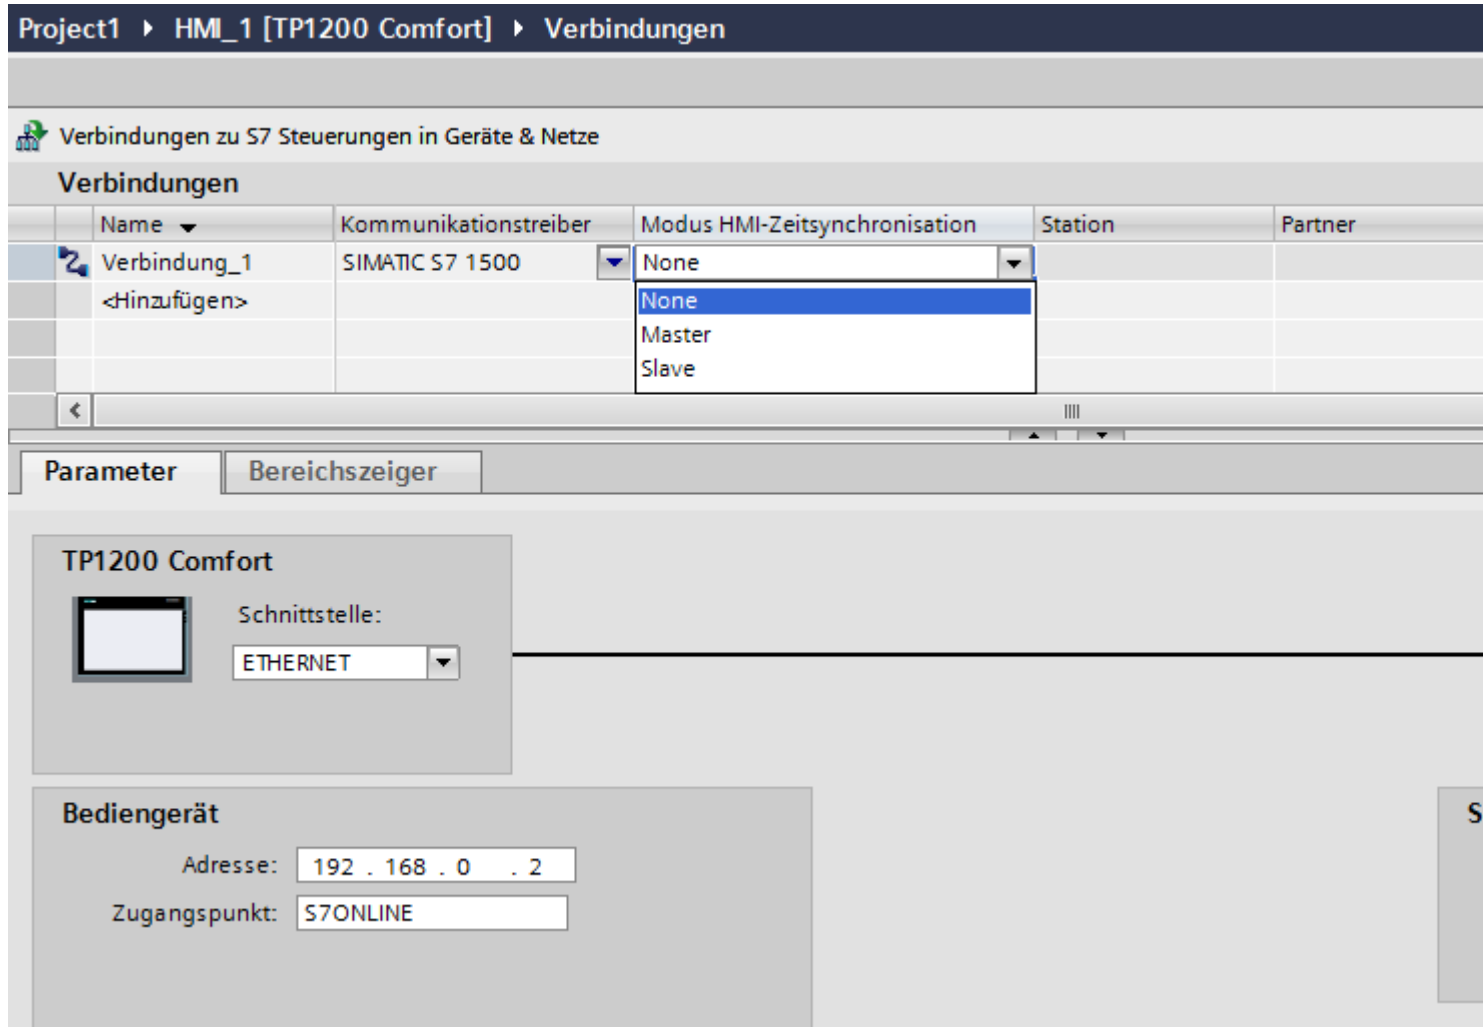 Project1 ▸ HMI_1 [TP1200 Comfort] ▸ Verbindungen
Verbindungen zu S7 Steuerungen in Geräte & Netze
Verbindungen
Name Kommunikationstreiber Modus HMI-Zeitsynchronisation Station Partner
Verbindung_1 SIMATIC S7 1500 None
<Hinzufügen> None
Master
Slave
Parameter Bereichszeiger
TP1200 Comfort
Schnittstelle:
ETHERNET
Bediengerät S
Adresse: 192 . 168 . 0 . 2
Zugangspunkt: S7ONLINE